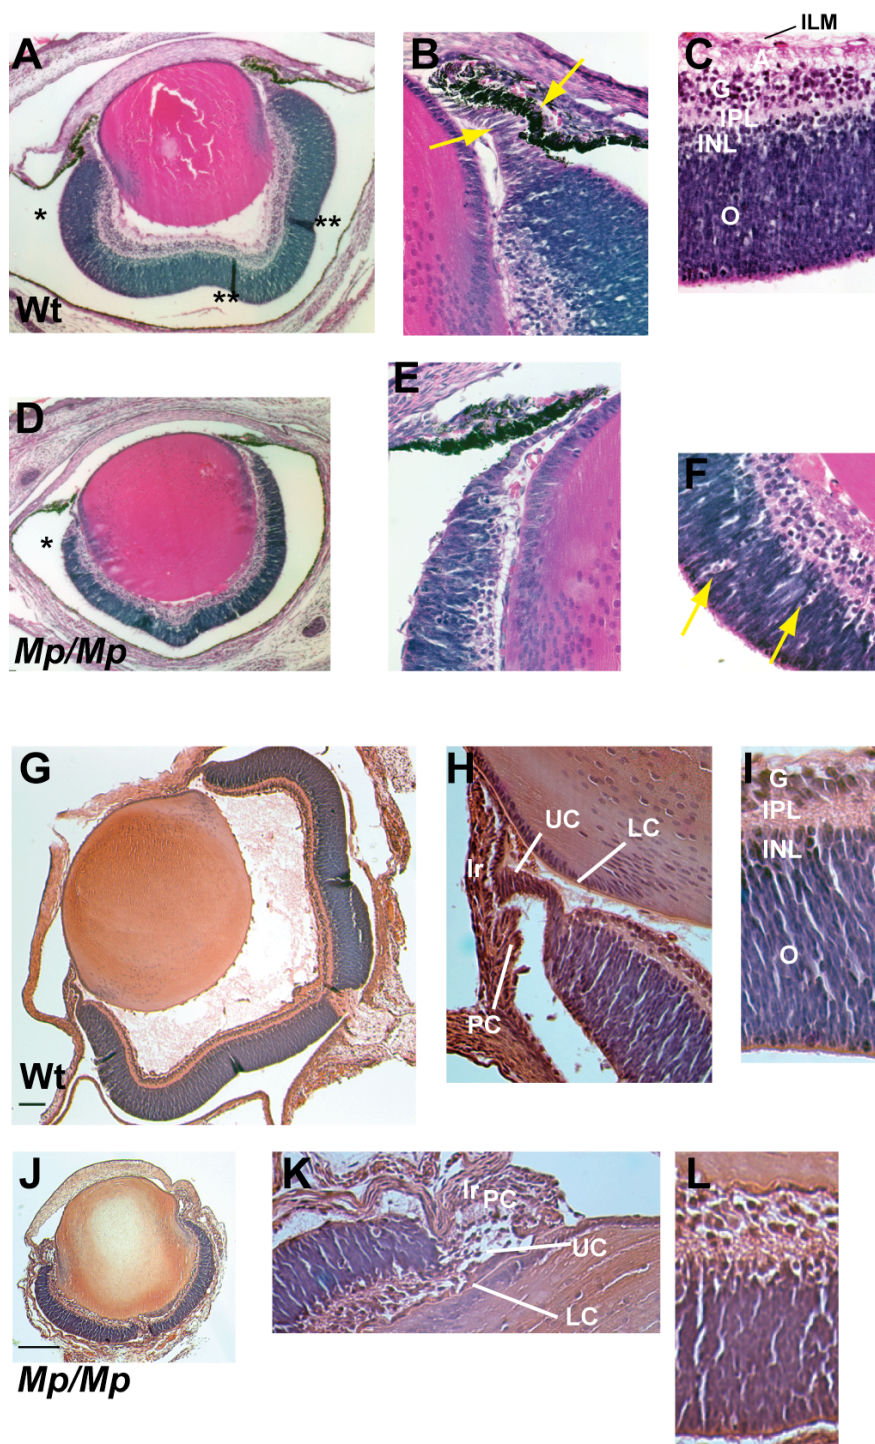 A
*
**
**
Wt
B
C
ILM
A
G
IPL
INL
O
D
*
Mp/Mp
E
F
G
Wt
H
UC
LC
Ir
PC
I
G
IPL
INL
O
J
Mp/Mp
K
Ir PC
UC
LC
L